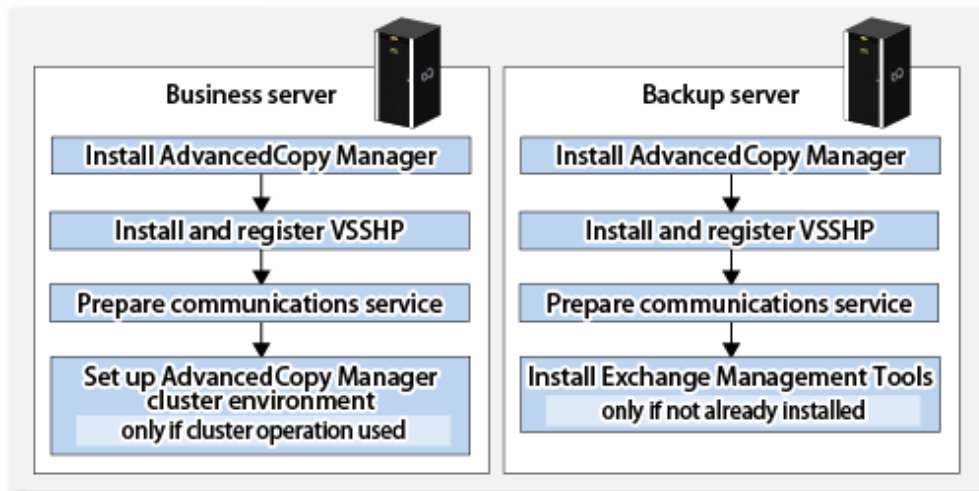 Business server
Install AdvancedCopy Manager
Install and register VSSHP
Prepare communications service
Set up AdvancedCopy Manager
cluster environment
only if cluster operation used
Backup server
Install AdvancedCopy Manager
Install and register VSSHP
Prepare communications service
Install Exchange Management Tools
only if not already installed